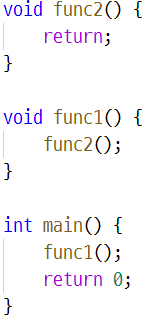 void func2() {
    return;
}

void func1() {
    func2();
}

int main() {
    func1();
    return 0;
}